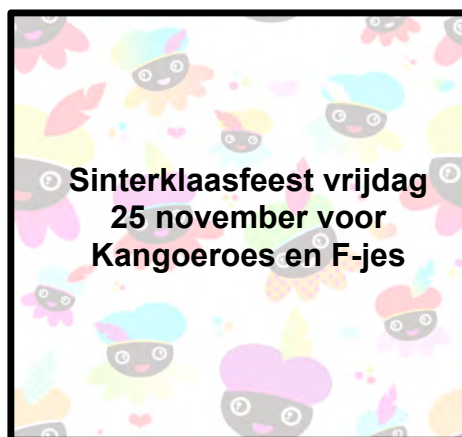 Sinterklaasfeest vrijdag
25 november voor
Kangoeroes en F-jes